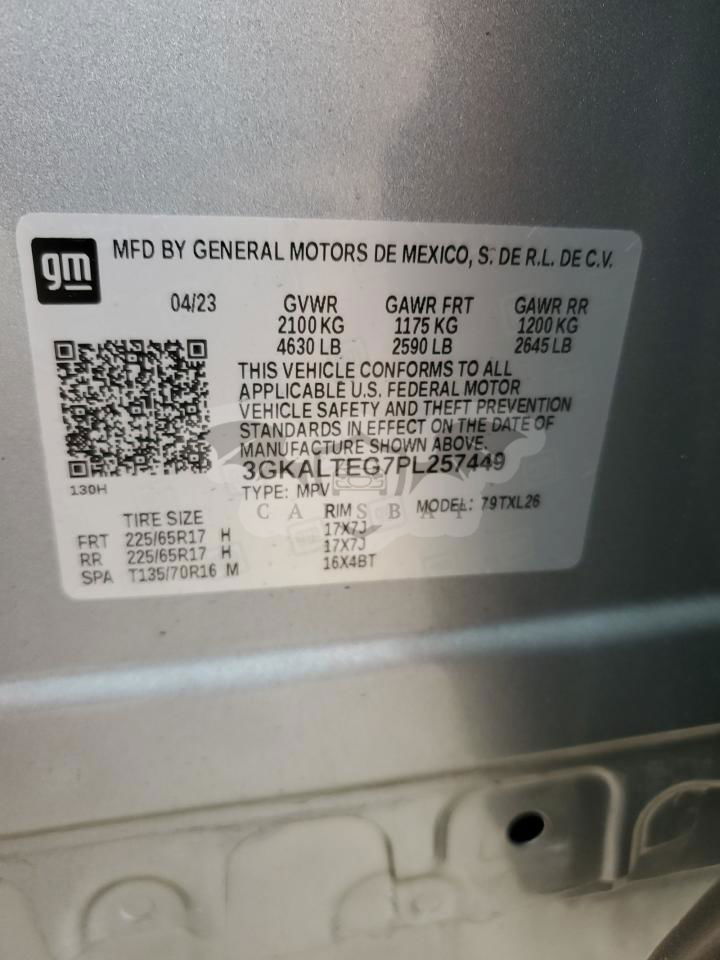 gm
MFD BY GENERAL MOTORS DE MEXICO, S. DE R.L. DE C.V.
04/23 GVWR GAWR FRT GAWR RR
2100 KG 1175 KG 1200 KG
4630 LB 2590 LB 2645 LB
THIS VEHICLE CONFORMS TO ALL
APPLICABLE U.S. FEDERAL MOTOR
VEHICLE SAFETY AND THEFT PREVENTION
STANDARDS IN EFFECT ON THE DATE OF
MANUFACTURE SHOWN ABOVE.
3GKALTEG7PL257449
130H
TYPE: MPV MODEL: 79TXL26
CARSBAT
TIRE SIZE RIMS
FRT 225/65R17 H 17X7J
RR 225/65R17 H 17X7J
SPA T135/70R16 M 16X4BT